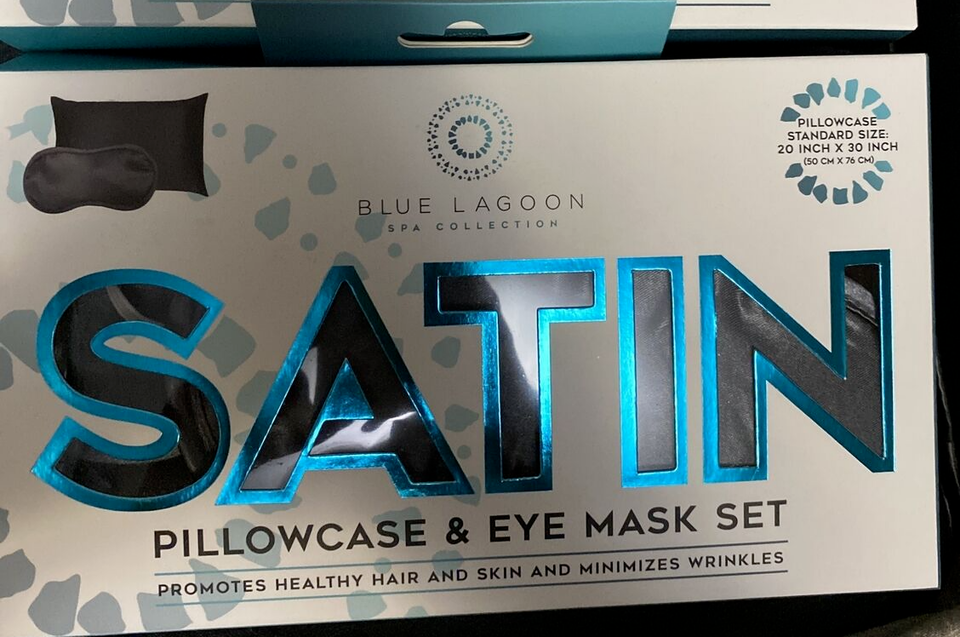 BLUE LAGOON
SPA COLLECTION
PILLOWCASE
STANDARD SIZE:
20 INCH X 30 INCH
(50 CM X 76 CM)
SATIN
PILLOWCASE & EYE MASK SET
PROMOTES HEALTHY HAIR AND SKIN AND MINIMIZES WRINKLES